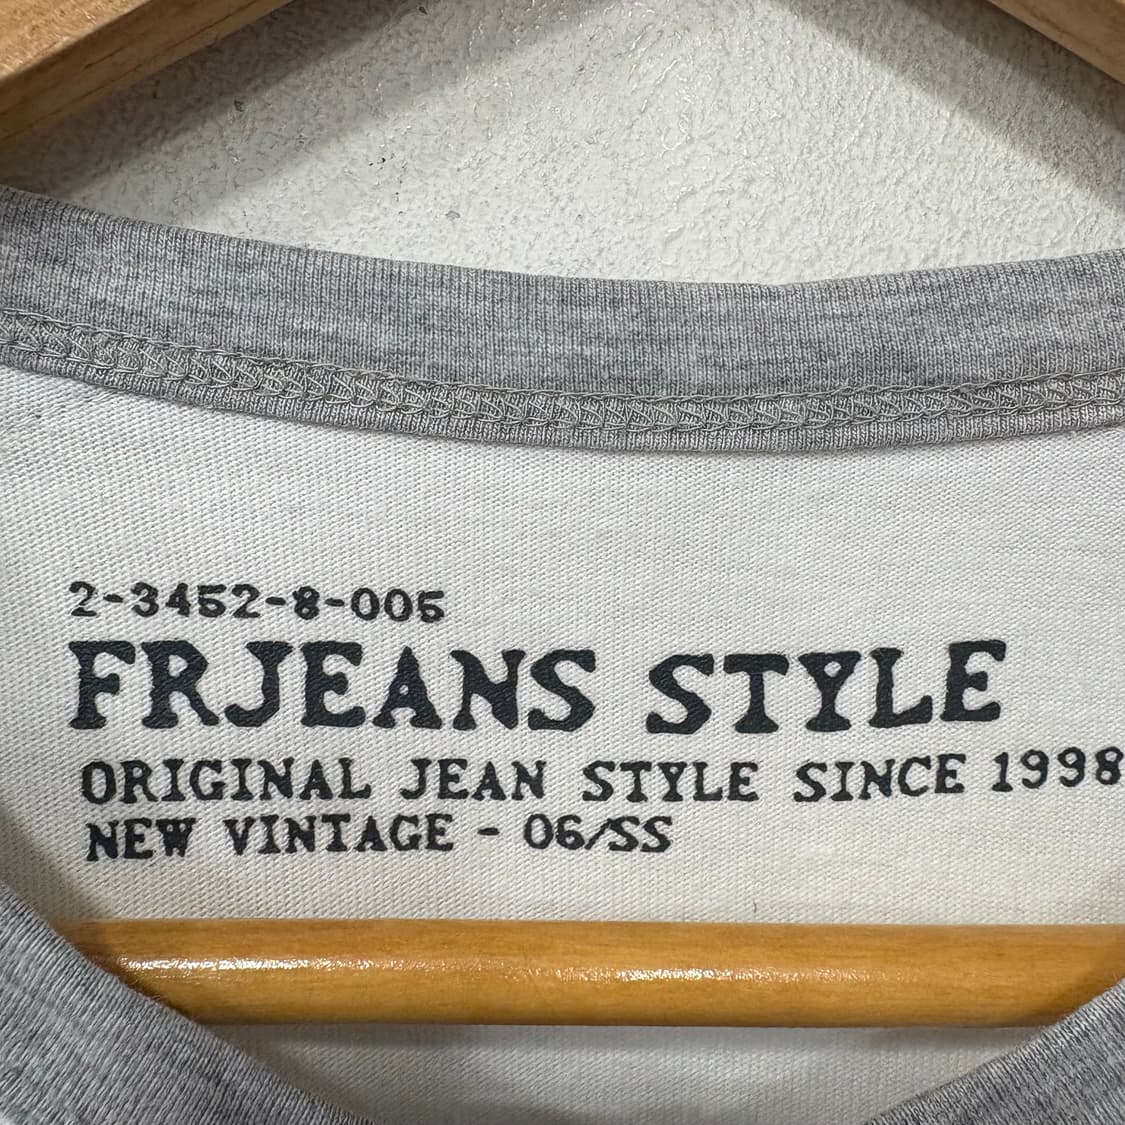 2-3452-8-005
FRJEANS STYLE
ORIGINAL JEAN STYLE SINCE 1998
NEW VINTAGE - 06/SS